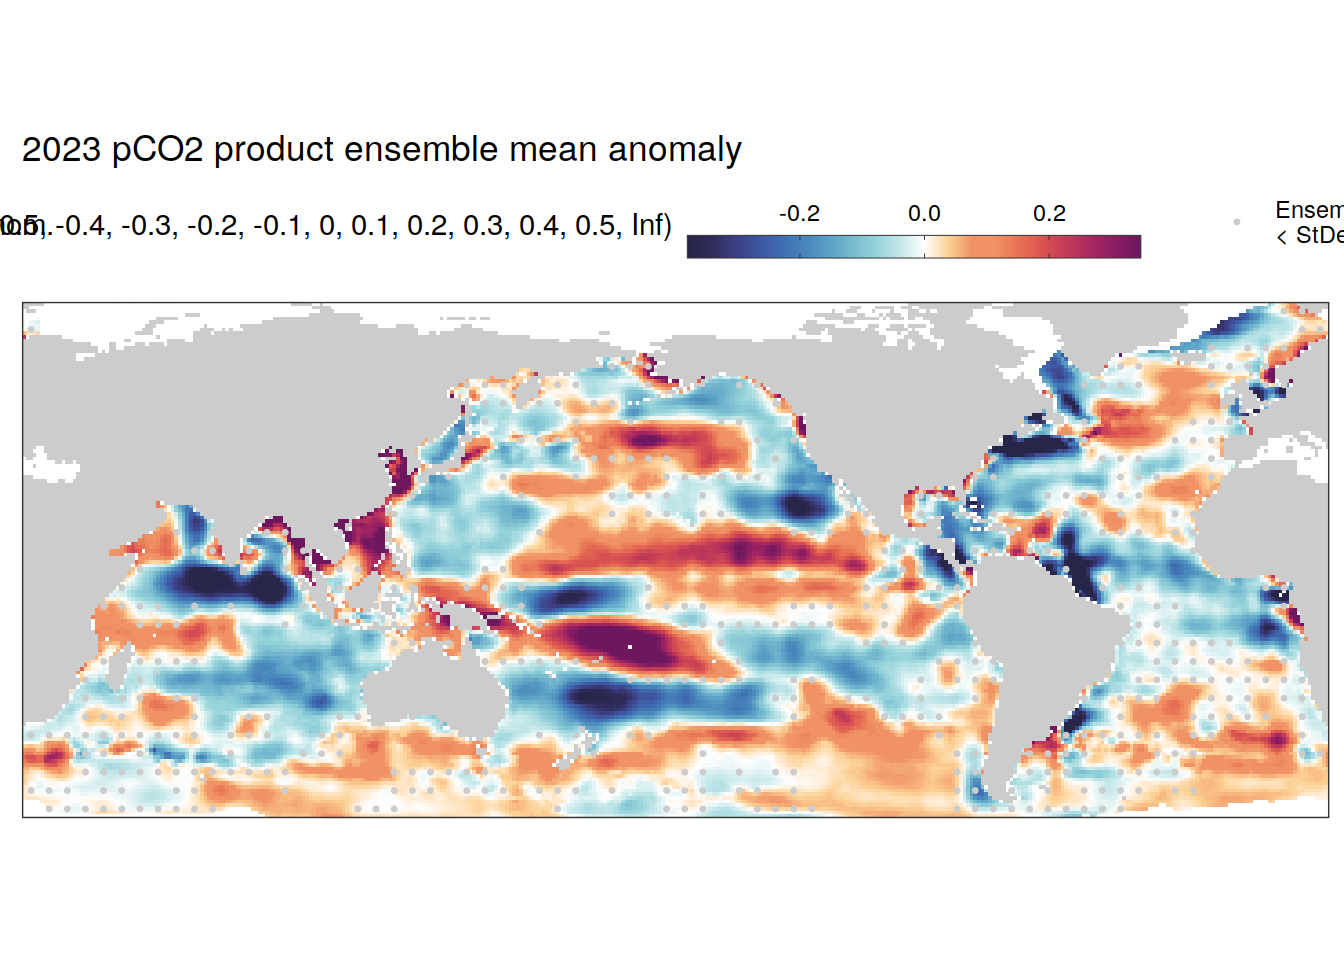 2023 pCO2 product ensemble mean anomaly
-0.4, -0.3, -0.2, -0.1, 0, 0.1, 0.2, 0.3, 0.4, 0.5, Inf)
-0.2 0.0 0.2
Ensem
< StDe